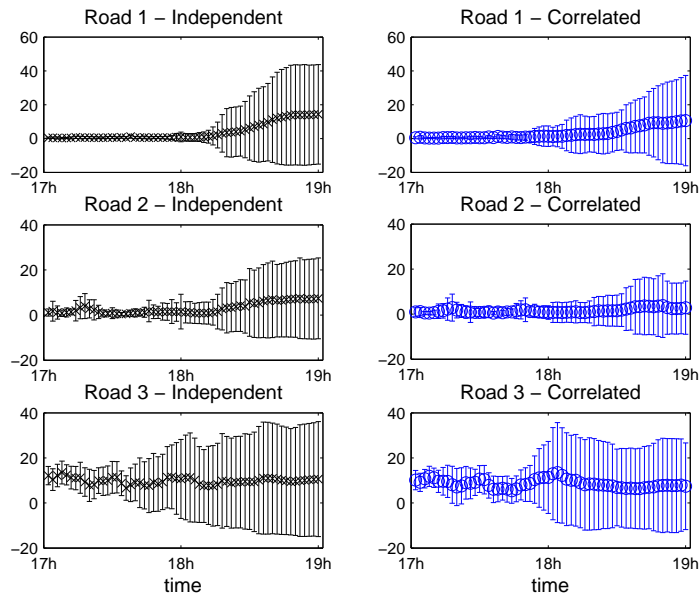 Road 1 − Independent
60
40
20
0
−20
17h 18h 19h
Road 1 − Correlated
60
40
20
0
−20
17h 18h 19h
Road 2 − Independent
40
20
0
−20
17h 18h 19h
Road 2 − Correlated
40
20
0
−20
17h 18h 19h
Road 3 − Independent
40
20
0
−20
17h 18h 19h
time
Road 3 − Correlated
40
20
0
−20
17h 18h 19h
time